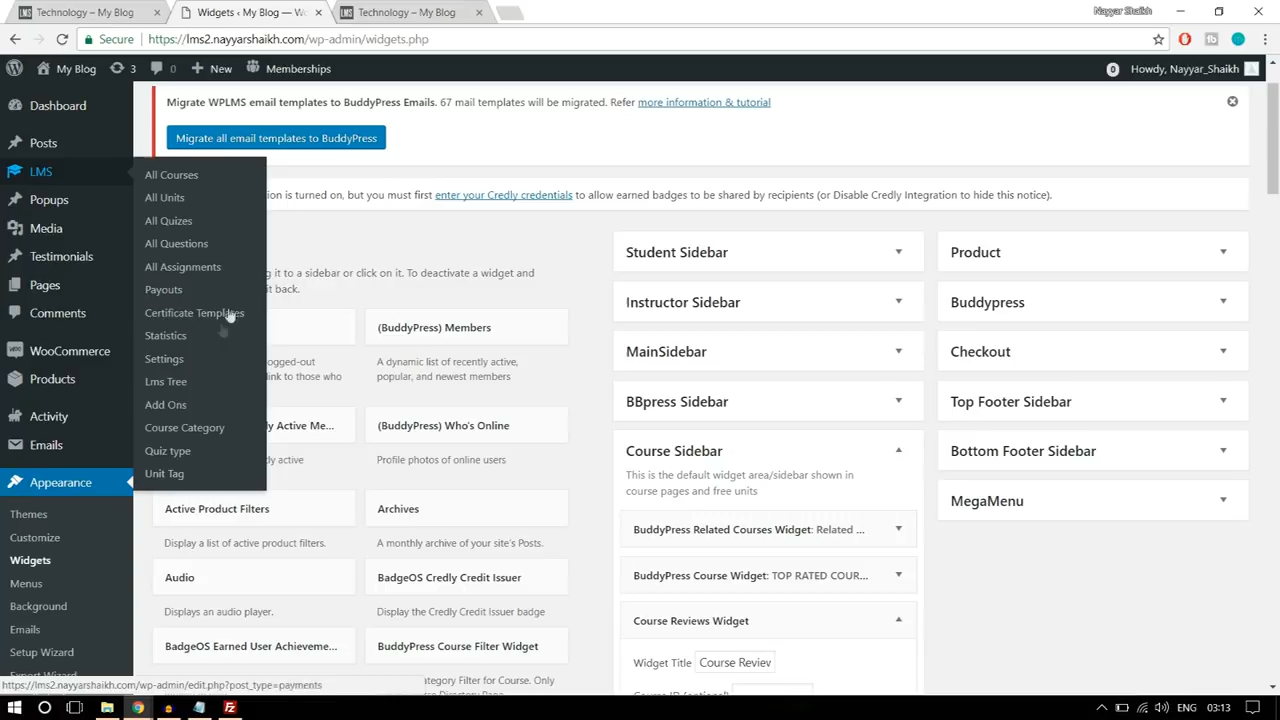 Technology – My Blog
Widgets ‹ My Blog — W
Technology – My Blog
Nayyar Shaikh
Secure
https://lms2.nayyarshaikh.com/wp-admin/widgets.php
My Blog
3
0
New
Memberships
0
Howdy, Nayyar_Shaikh
Dashboard
Posts
LMS
Popups
Media
Testimonials
Pages
Comments
WooCommerce
Products
Activity
Emails
Appearance
Themes
Customize
Widgets
Menus
Background
Emails
Setup Wizard
Export Wizard
All Courses
All Units
All Quizes
All Questions
All Assignments
Payouts
Certificate Templates
Statistics
Settings
Lms Tree
Add Ons
Course Category
Quiz type
Unit Tag
Migrate WPLMS email templates to BuddyPress Emails. 67 mail templates will be migrated. Refer more information & tutorial
Migrate all email templates to BuddyPress
ion is turned on, but you must first enter your Credly credentials to allow earned badges to be shared by recipients (or Disable Credly Integration to hide this notice).
g it to a sidebar or click on it. To deactivate a widget and
it back.
(BuddyPress) Members
ogged-out
link to those who
A dynamic list of recently active,
popular, and newest members
ly Active Me...
(BuddyPress) Who's Online
ly active
Profile photos of online users
Active Product Filters
Archives
Display a list of active product filters.
A monthly archive of your site's Posts.
Audio
BadgeOS Credly Credit Issuer
Displays an audio player.
Display the Credly Credit Issuer badge
BadgeOS Earned User Achieveme...
BuddyPress Course Filter Widget
ategory Filter for Course. Only
Student Sidebar
Instructor Sidebar
MainSidebar
BBpress Sidebar
Course Sidebar
This is the default widget area/sidebar shown in
course pages and free units
BuddyPress Related Courses Widget: Related ...
BuddyPress Course Widget: TOP RATED COUR...
Course Reviews Widget
Widget Title
Course Review
Product
Buddypress
Checkout
Top Footer Sidebar
Bottom Footer Sidebar
MegaMenu
https://lms2.nayyarshaikh.com/wp-admin/edit.php?post_type=payments
ENG
03:13